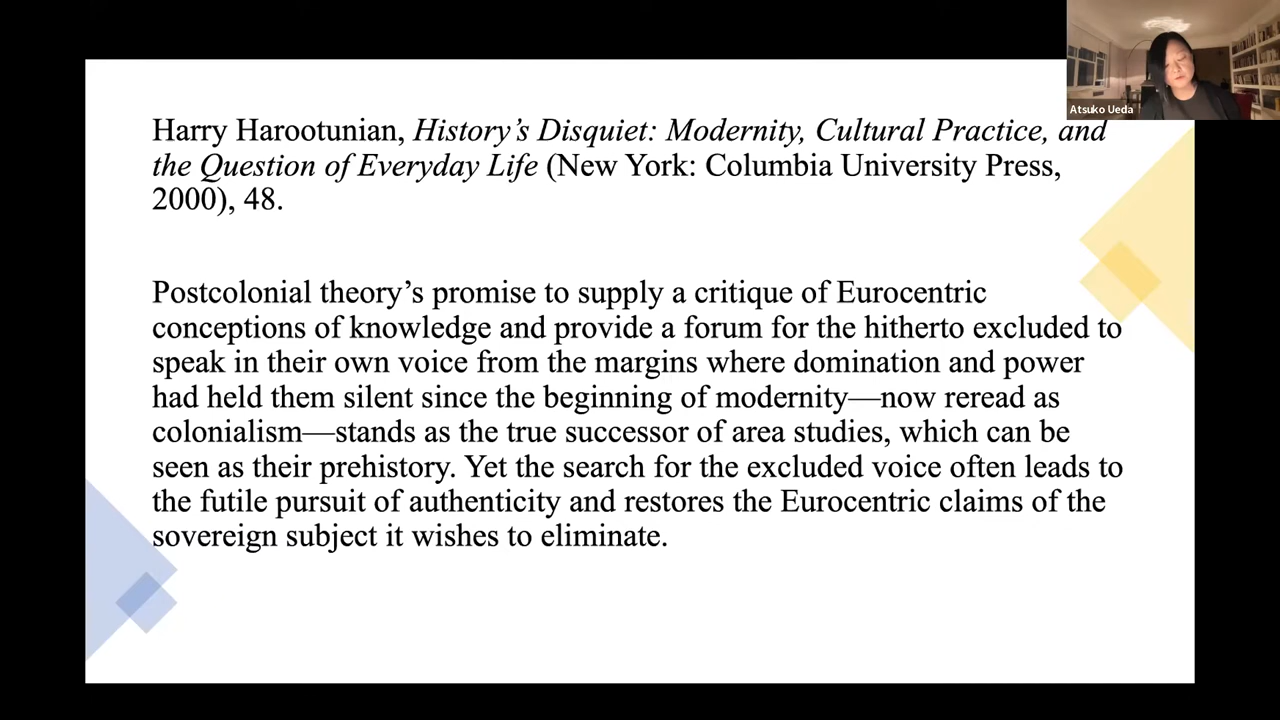 Atsuko Ueda
Harry Harootunian, History’s Disquiet: Modernity, Cultural Practice, and
the Question of Everyday Life (New York: Columbia University Press,
2000), 48.
Postcolonial theory’s promise to supply a critique of Eurocentric
conceptions of knowledge and provide a forum for the hitherto excluded to
speak in their own voice from the margins where domination and power
had held them silent since the beginning of modernity—now reread as
colonialism—stands as the true successor of area studies, which can be
seen as their prehistory. Yet the search for the excluded voice often leads to
the futile pursuit of authenticity and restores the Eurocentric claims of the
sovereign subject it wishes to eliminate.